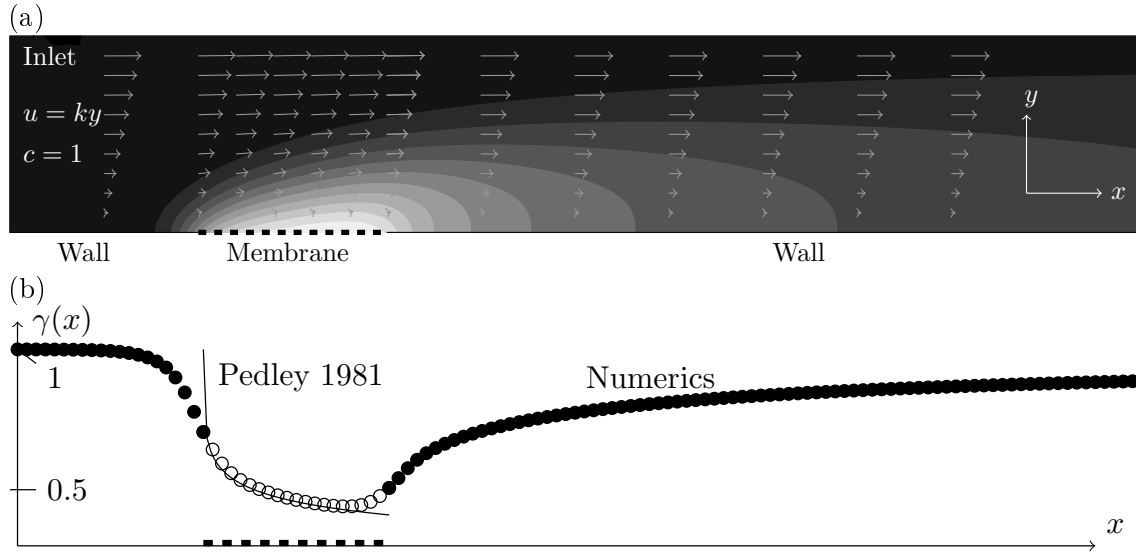 (a)
Inlet
u = ky
c = 1
y
x
Wall
Membrane
Wall
(b)
γ(x)
1
Pedley 1981
Numerics
0.5
x